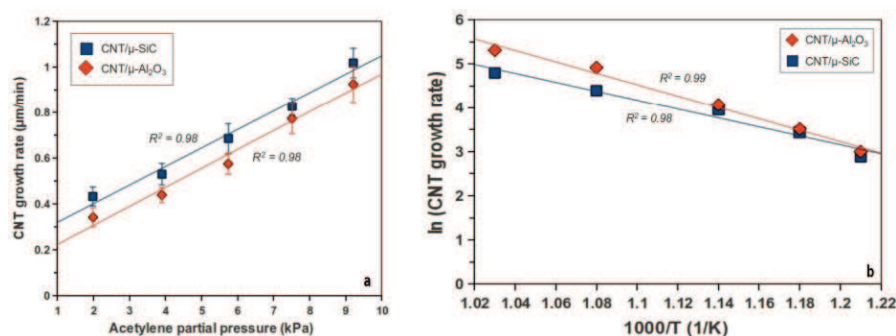 CNT/μ-SiC
CNT/μ-Al₂O₃
R² = 0.98
R² = 0.98
CNT growth rate (μm/min)
1.2
1
0.8
0.6
0.4
0.2
0
1 2 3 4 5 6 7 8 9 10
Acetylene partial pressure (kPa)
a
CNT/μ-Al₂O₃
CNT/μ-SiC
R² = 0.99
R² = 0.98
ln (CNT growth rate)
6
5
4
3
2
1
0
1.02 1.04 1.06 1.08 1.10 1.12 1.14 1.16 1.18 1.20 1.22
1000/T (1/K)
b